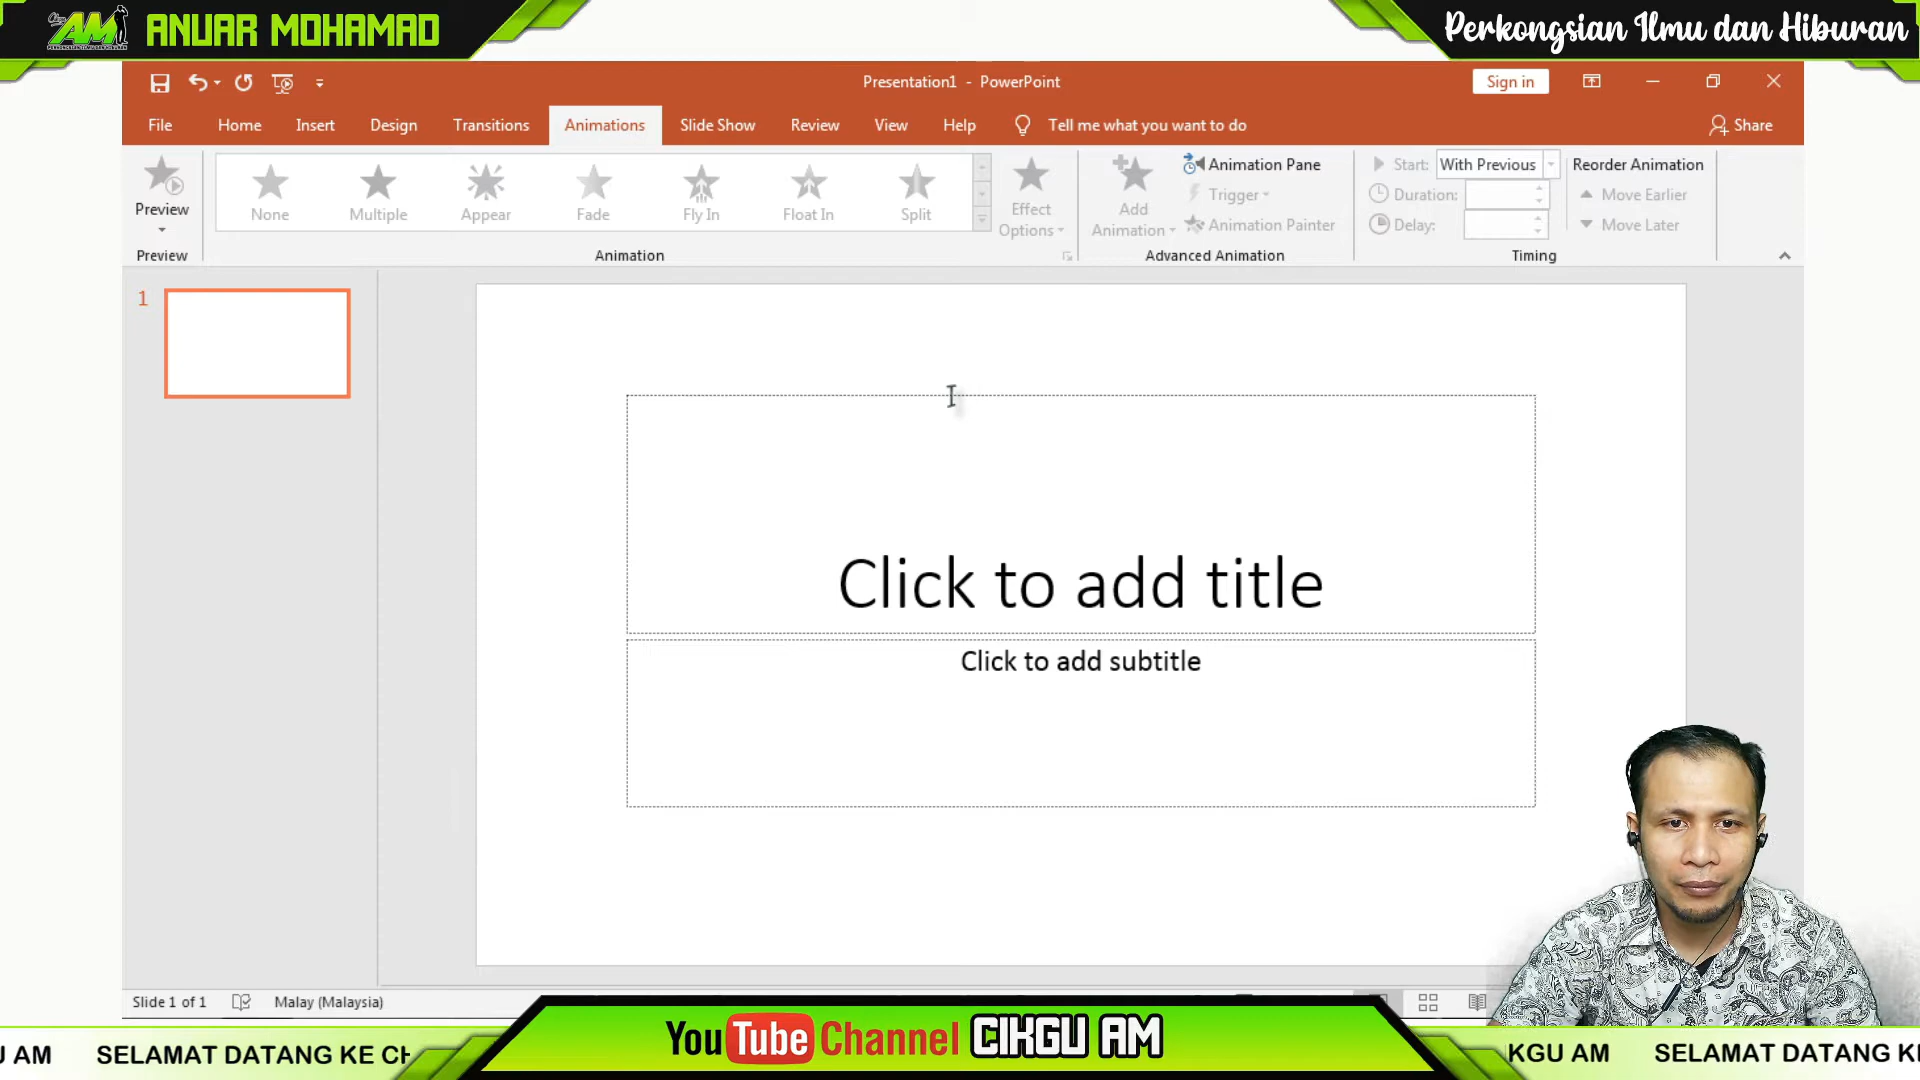 ANUAR MOHAMAD
Perkongsian Ilmu dan Hiburan
AM
Presentation1 - PowerPoint
Sign in
File Home Insert Design Transitions Animations Slide Show Review View Help Tell me what you want to do Share
Preview
None Multiple Appear Fade Fly In Float In Split
Effect Options
Add Animation
Animation Pane
Trigger
Animation Painter
Start: With Previous
Duration:
Delay:
Reorder Animation
Move Earlier
Move Later
Preview Animation Advanced Animation Timing
1
Click to add title
Click to add subtitle
Slide 1 of 1 Malay (Malaysia)
YouTube Channel CIKGU AM
U AM SELAMAT DATANG KE CH
KGU AM SELAMAT DATANG KE